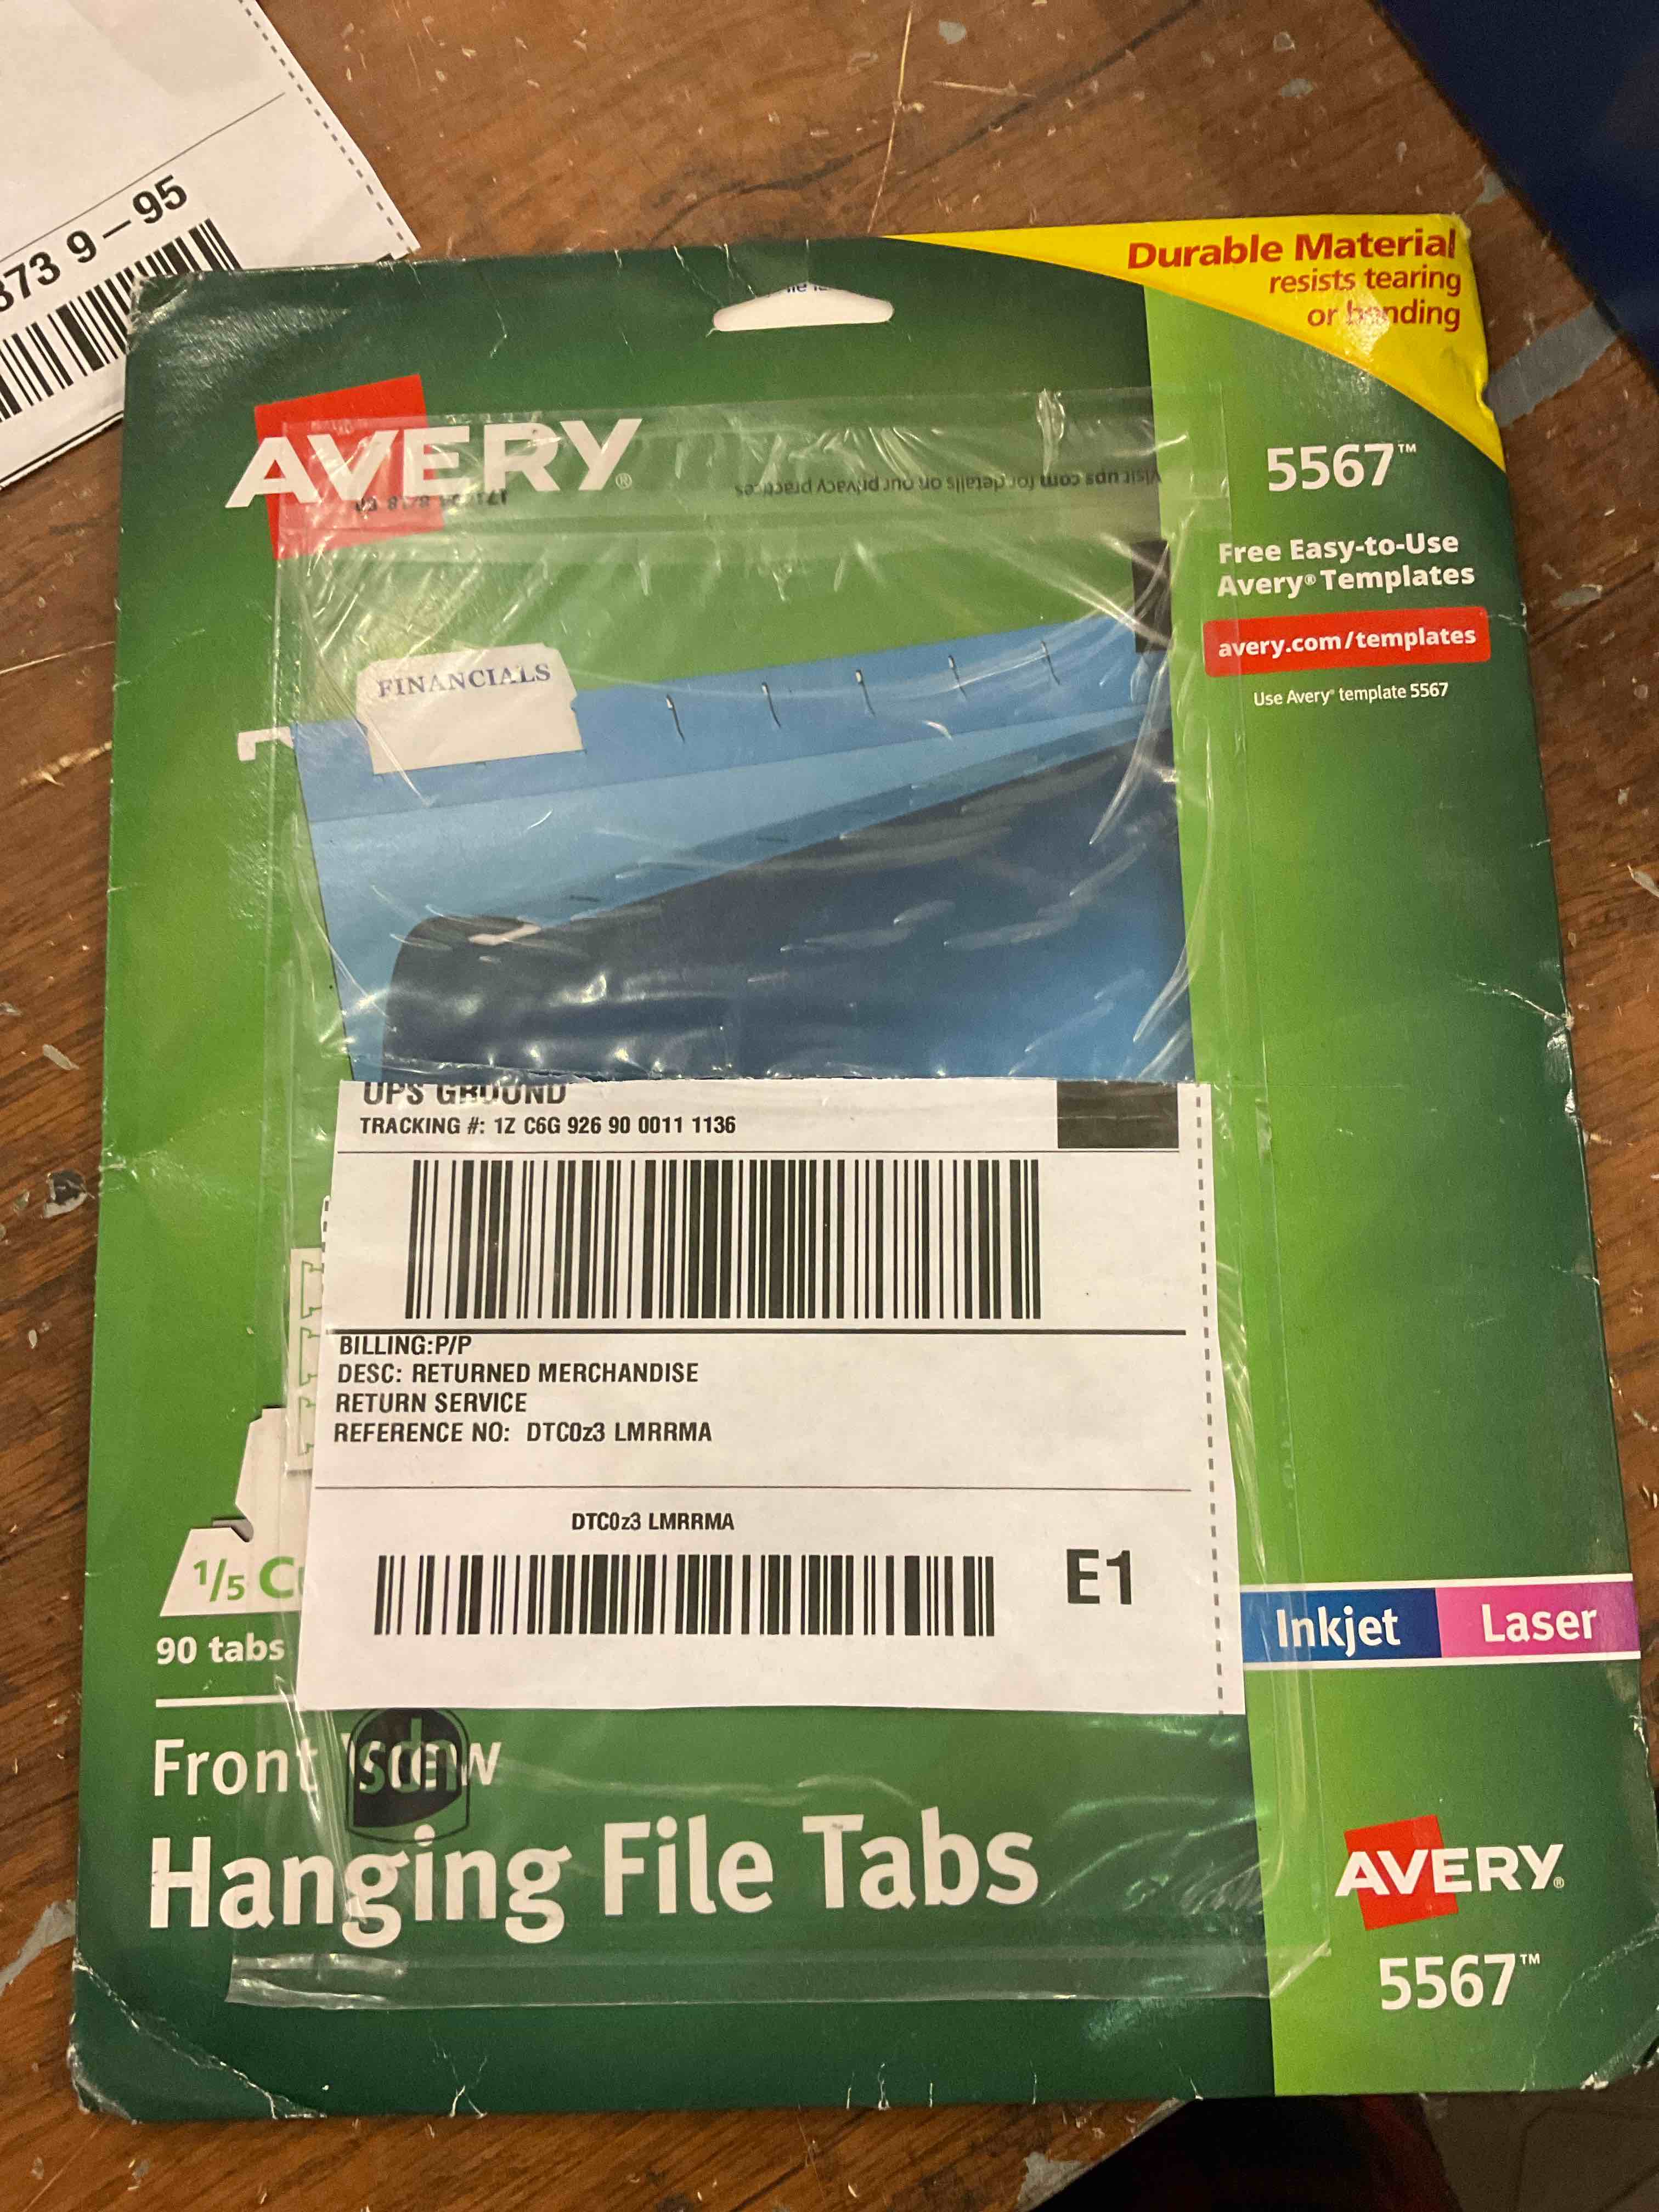 373 9-95
Durable Material
resists tearing
or bending
AVERY®
visit ups com for details on our privacy practices
5567™
Free Easy-to-Use
Avery® Templates
avery.com/templates
Use Avery® template 5567
FINANCIALS
UPS GROUND
TRACKING #: 1Z C6G 926 90 0011 1136
BILLING:P/P
DESC: RETURNED MERCHANDISE
RETURN SERVICE
REFERENCE NO: DTC0z3 LMRRMA
DTC0z3 LMRRMA
E1
1/5
90 tabs
Inkjet
Laser
Front View
ups
Hanging File Tabs
AVERY®
5567™